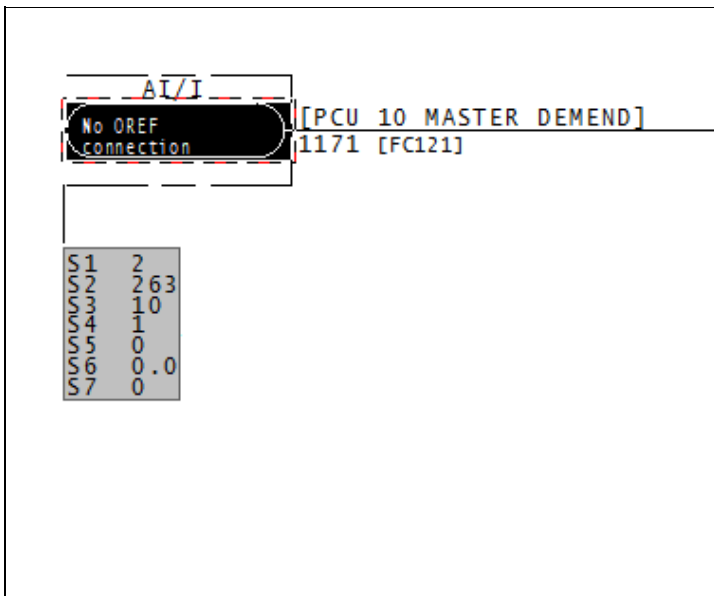 AI/I
No OREF
connection
[PCU 10 MASTER DEMEND]
1171 [FC121]
S1 2
S2 263
S3 10
S4 1
S5 0
S6 0.0
S7 0